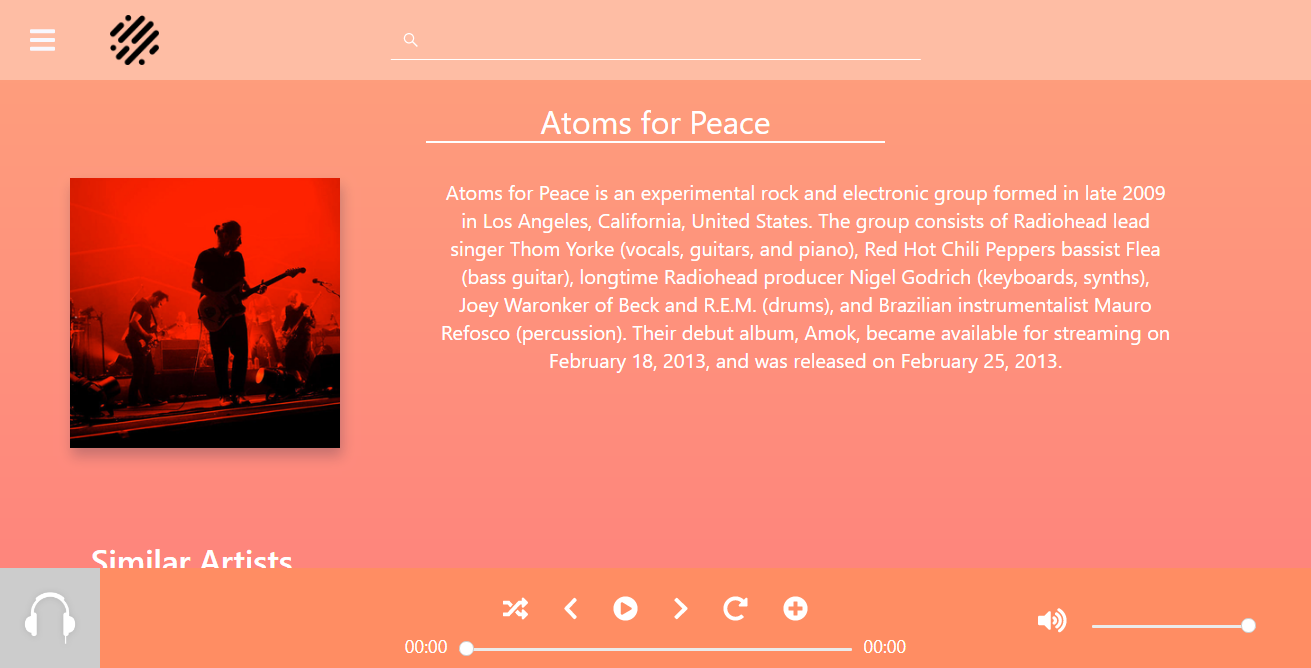 Atoms for Peace
Atoms for Peace is an experimental rock and electronic group formed in late 2009
in Los Angeles, California, United States. The group consists of Radiohead lead
singer Thom Yorke (vocals, guitars, and piano), Red Hot Chili Peppers bassist Flea
(bass guitar), longtime Radiohead producer Nigel Godrich (keyboards, synths),
Joey Waronker of Beck and R.E.M. (drums), and Brazilian instrumentalist Mauro
Refosco (percussion). Their debut album, Amok, became available for streaming on
February 18, 2013, and was released on February 25, 2013.
Similar Artists
00:00 00:00